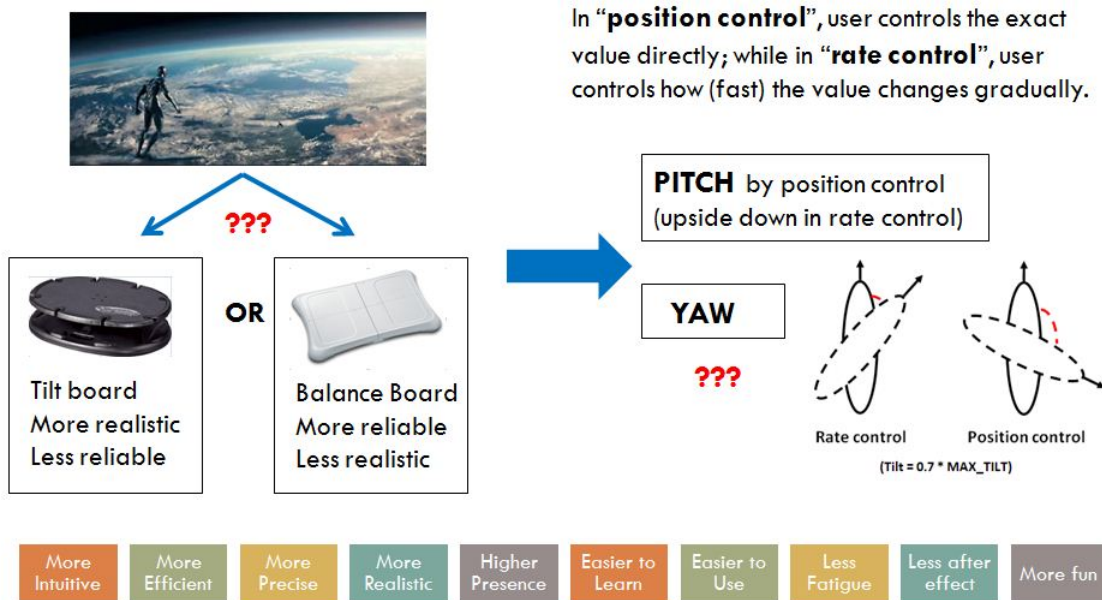 In “position control”, user controls the exact
value directly; while in “rate control”, user
controls how (fast) the value changes gradually.
???
OR
Tilt board
More realistic
Less reliable
Balance Board
More reliable
Less realistic
PITCH by position control
(upside down in rate control)
YAW
???
Rate control
Position control
(Tilt = 0.7 * MAX_TILT)
More
Intuitive
More
Efficient
More
Precise
More
Realistic
Higher
Presence
Easier to
Learn
Easier to
Use
Less
Fatigue
Less after
effect
More fun